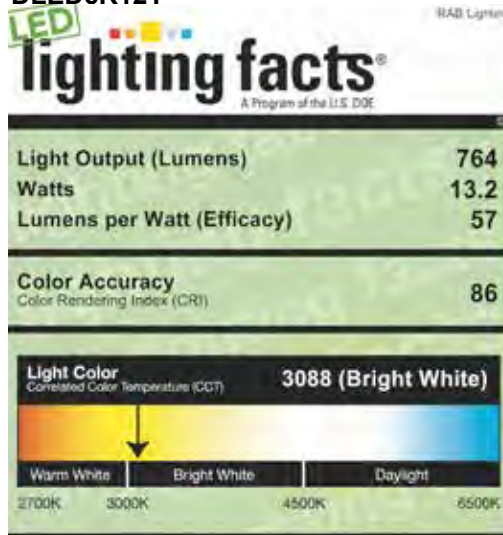 RAB Lighting
LED
lighting facts®
A Program of the U.S. DOE
Light Output (Lumens) 764
Watts 13.2
Lumens per Watt (Efficacy) 57
Color Accuracy 86
Color Rendering Index (CRI)
Light Color 3088 (Bright White)
Correlated Color Temperature (CCT)
Warm White Bright White Daylight
2700K 3000K 4500K 6500K